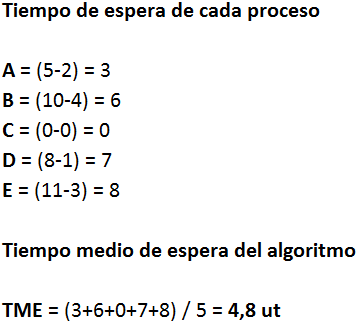 Tiempo de espera de cada proceso
A = (5-2) = 3
B = (10-4) = 6
C = (0-0) = 0
D = (8-1) = 7
E = (11-3) = 8
Tiempo medio de espera del algoritmo
TME = (3+6+0+7+8) / 5 = 4,8 ut